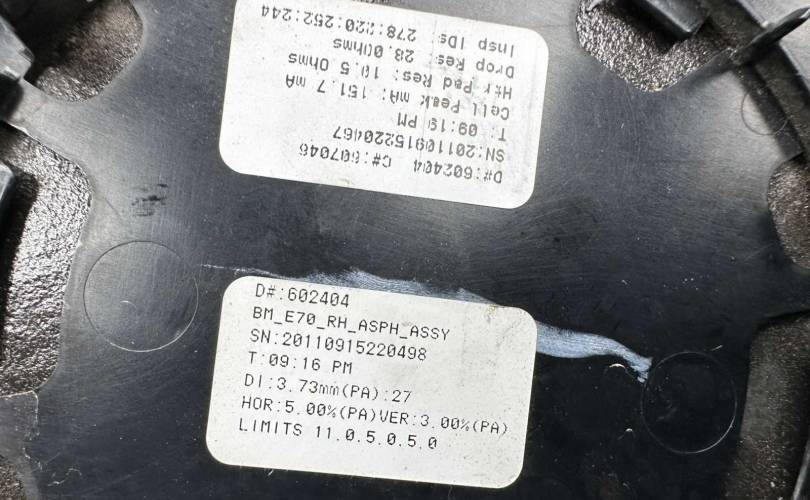 D#:602404 C#:607046
SN:20110915220467
T: 09:19 PM
Cell Peak mA: 151.7 mA
Htr Pad Res: 10.5 Ohms
Drop Res: 28.0 Ohms
Insp IDs: 278:220:252:244
D#:602404
BM_E70_RH_ASPH_ASSY
SN:20110915220498
T:09:16 PM
DI:3.73mm(PA):27
HOR:5.00%(PA)VER:3.00%(PA)
LIMITS 11.0.5.0.5.0